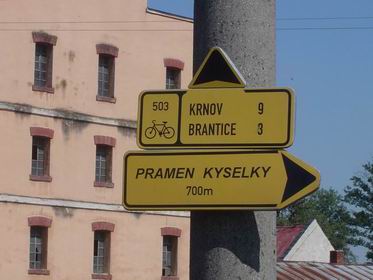 503
KRNOV 9
BRANTICE 3
PRAMEN KYSELKY
700m